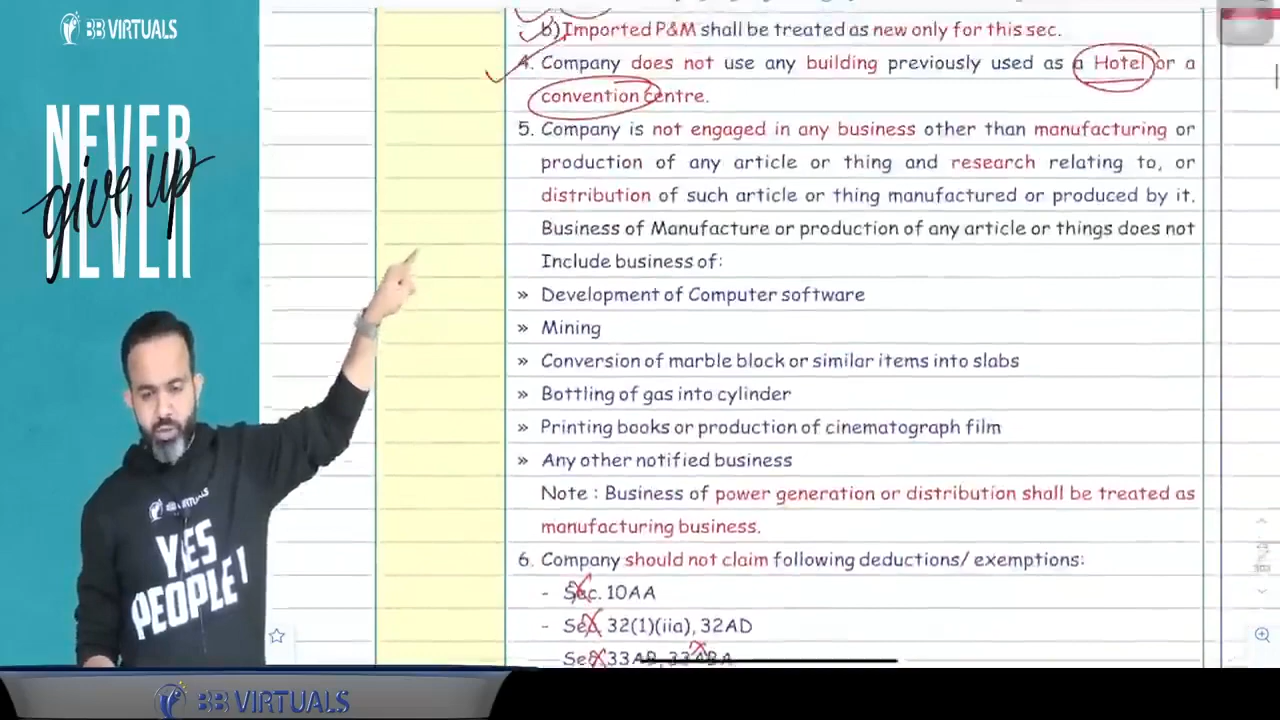 BB VIRTUALS
NEVER
give up
NEVER
YES
PEOPLE!
b) Imported P&M shall be treated as new only for this sec.
4. Company does not use any building previously used as a Hotel or a
convention centre.
5. Company is not engaged in any business other than manufacturing or
production of any article or thing and research relating to, or
distribution of such article or thing manufactured or produced by it.
Business of Manufacture or production of any article or things does not
Include business of:
» Development of Computer software
» Mining
» Conversion of marble block or similar items into slabs
» Bottling of gas into cylinder
» Printing books or production of cinematograph film
» Any other notified business
Note : Business of power generation or distribution shall be treated as
manufacturing business.
6. Company should not claim following deductions/ exemptions:
- Sec. 10AA
- Sec 32(1)(iia), 32AD
Sec 33AB, 33ABA
BB VIRTUALS